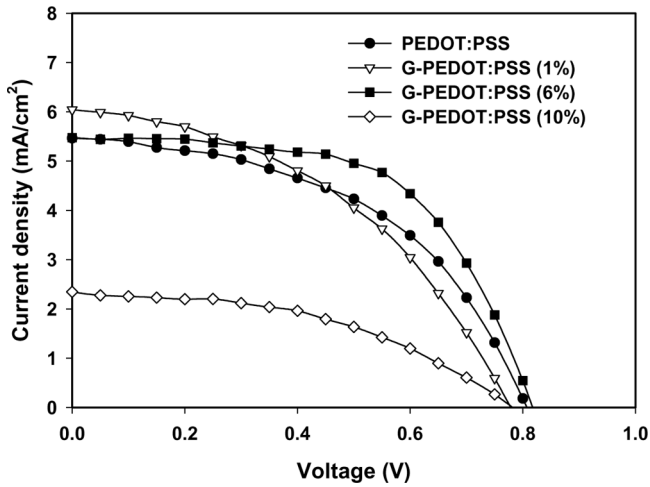 8
7
6
5
4
3
2
1
0
Current density (mA/cm²)
PEDOT:PSS
G-PEDOT:PSS (1%)
G-PEDOT:PSS (6%)
G-PEDOT:PSS (10%)
0.0 0.2 0.4 0.6 0.8 1.0
Voltage (V)